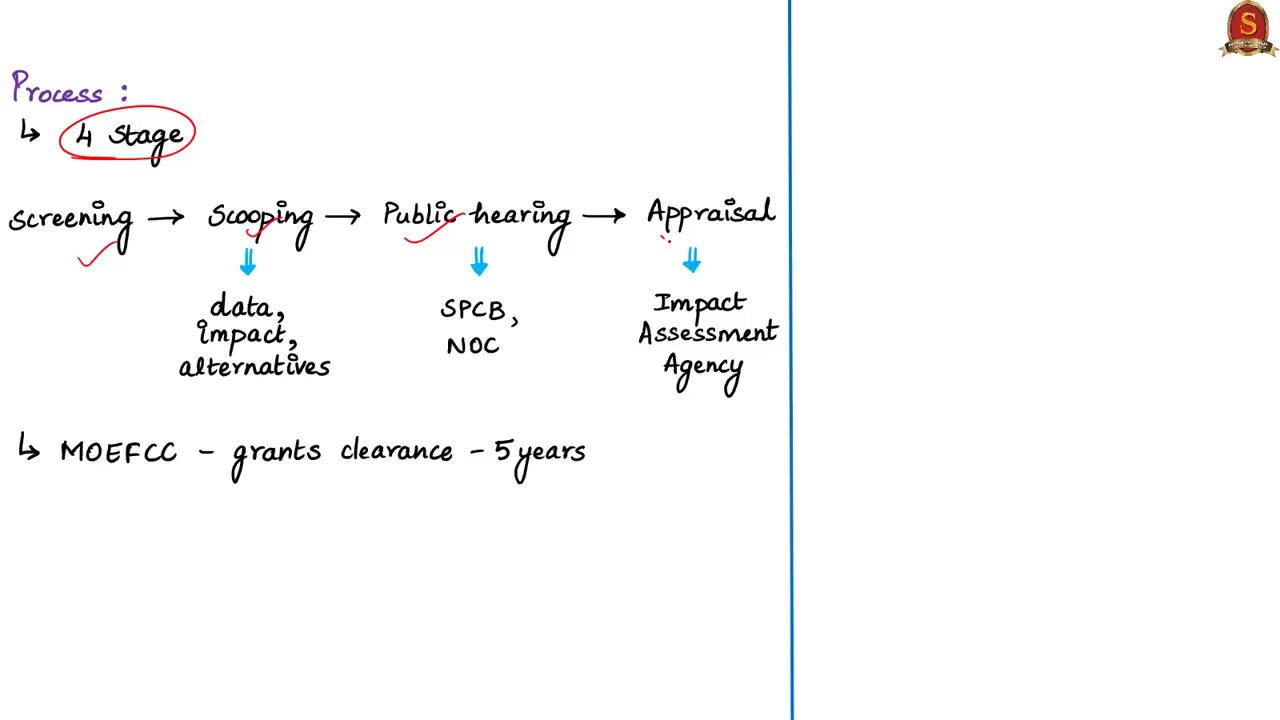 Process :
↳ 4 stage
Screening → Scooping → Public hearing → Appraisal
data, impact, alternatives
SPCB, NOC
Impact Assessment Agency
↳ MOEFCC - grants clearance - 5 years
S